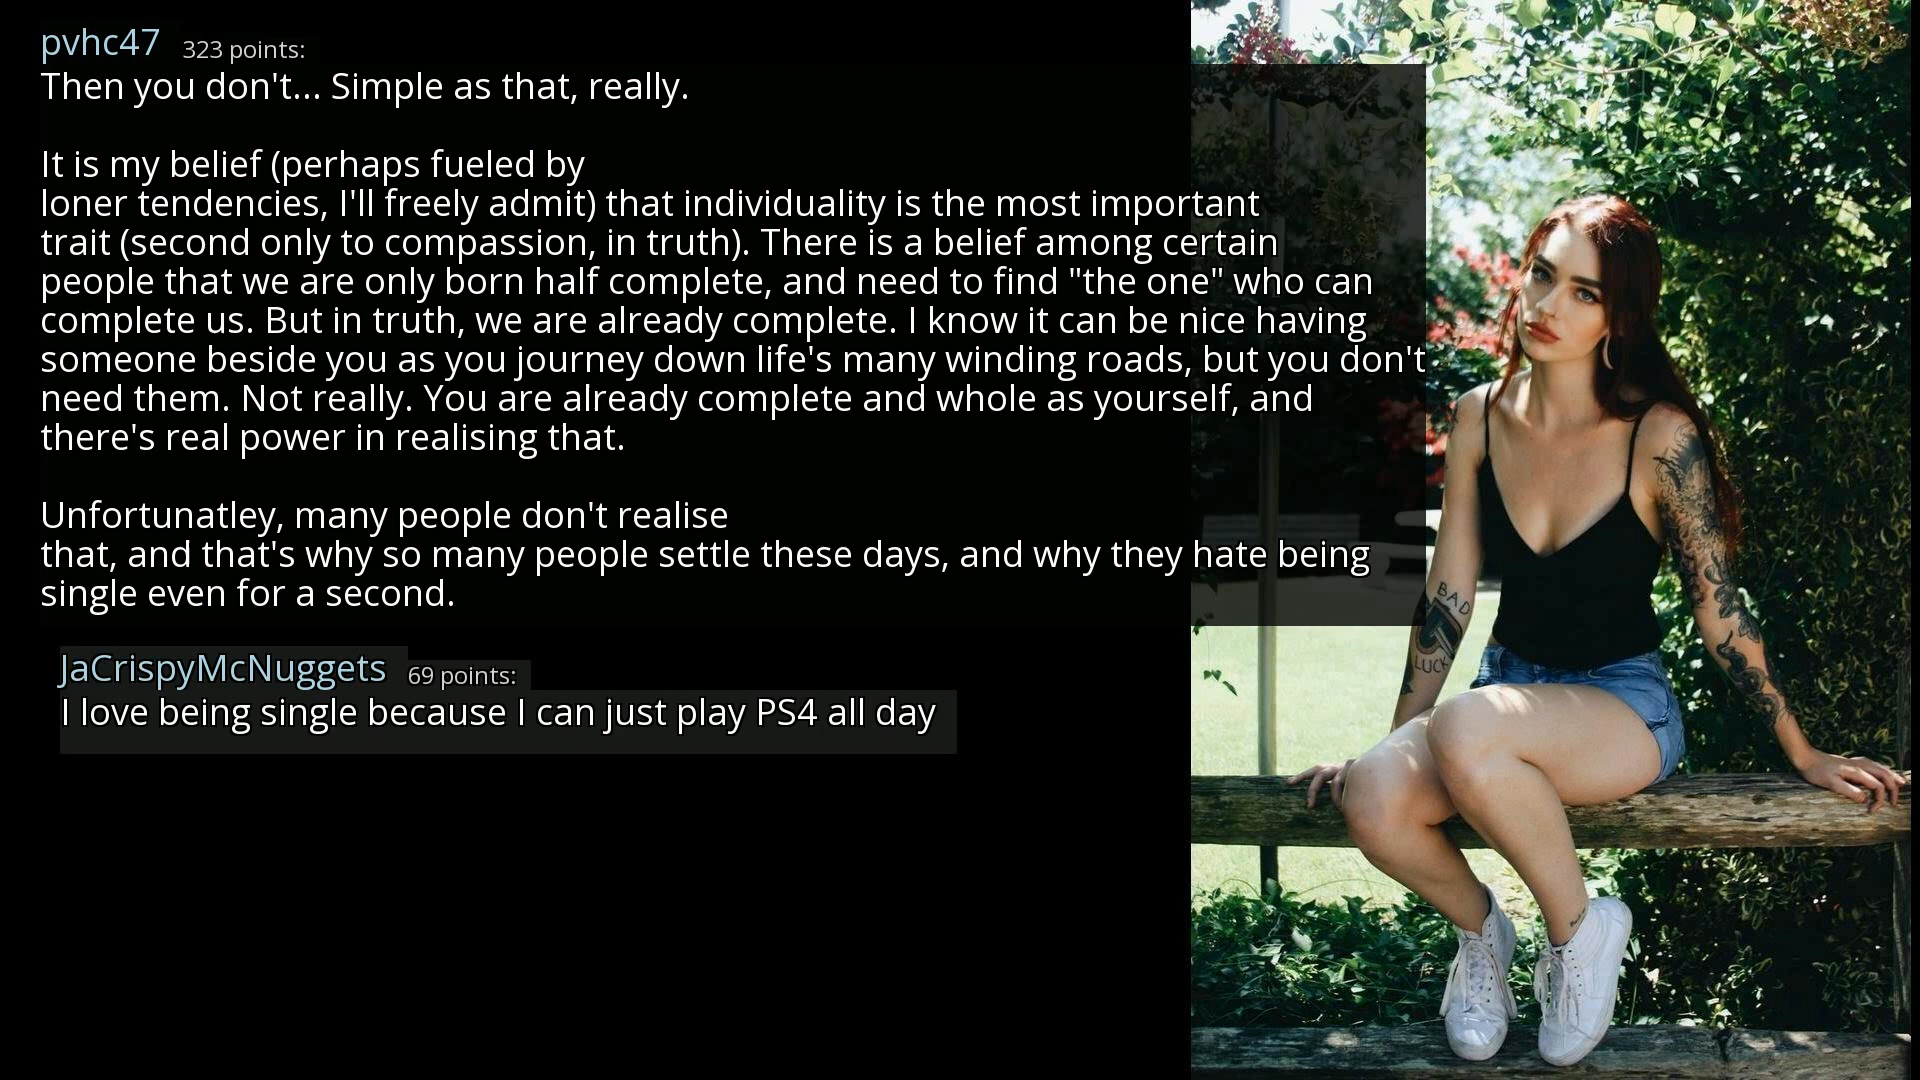 pvhc47 323 points:
Then you don't... Simple as that, really.
It is my belief (perhaps fueled by
loner tendencies, I'll freely admit) that individuality is the most important
trait (second only to compassion, in truth). There is a belief among certain
people that we are only born half complete, and need to find "the one" who can
complete us. But in truth, we are already complete. I know it can be nice having
someone beside you as you journey down life's many winding roads, but you don't
need them. Not really. You are already complete and whole as yourself, and
there's real power in realising that.
Unfortunatley, many people don't realise
that, and that's why so many people settle these days, and why they hate being
single even for a second.
JaCrispyMcNuggets 69 points:
I love being single because I can just play PS4 all day
BAD
LUCK